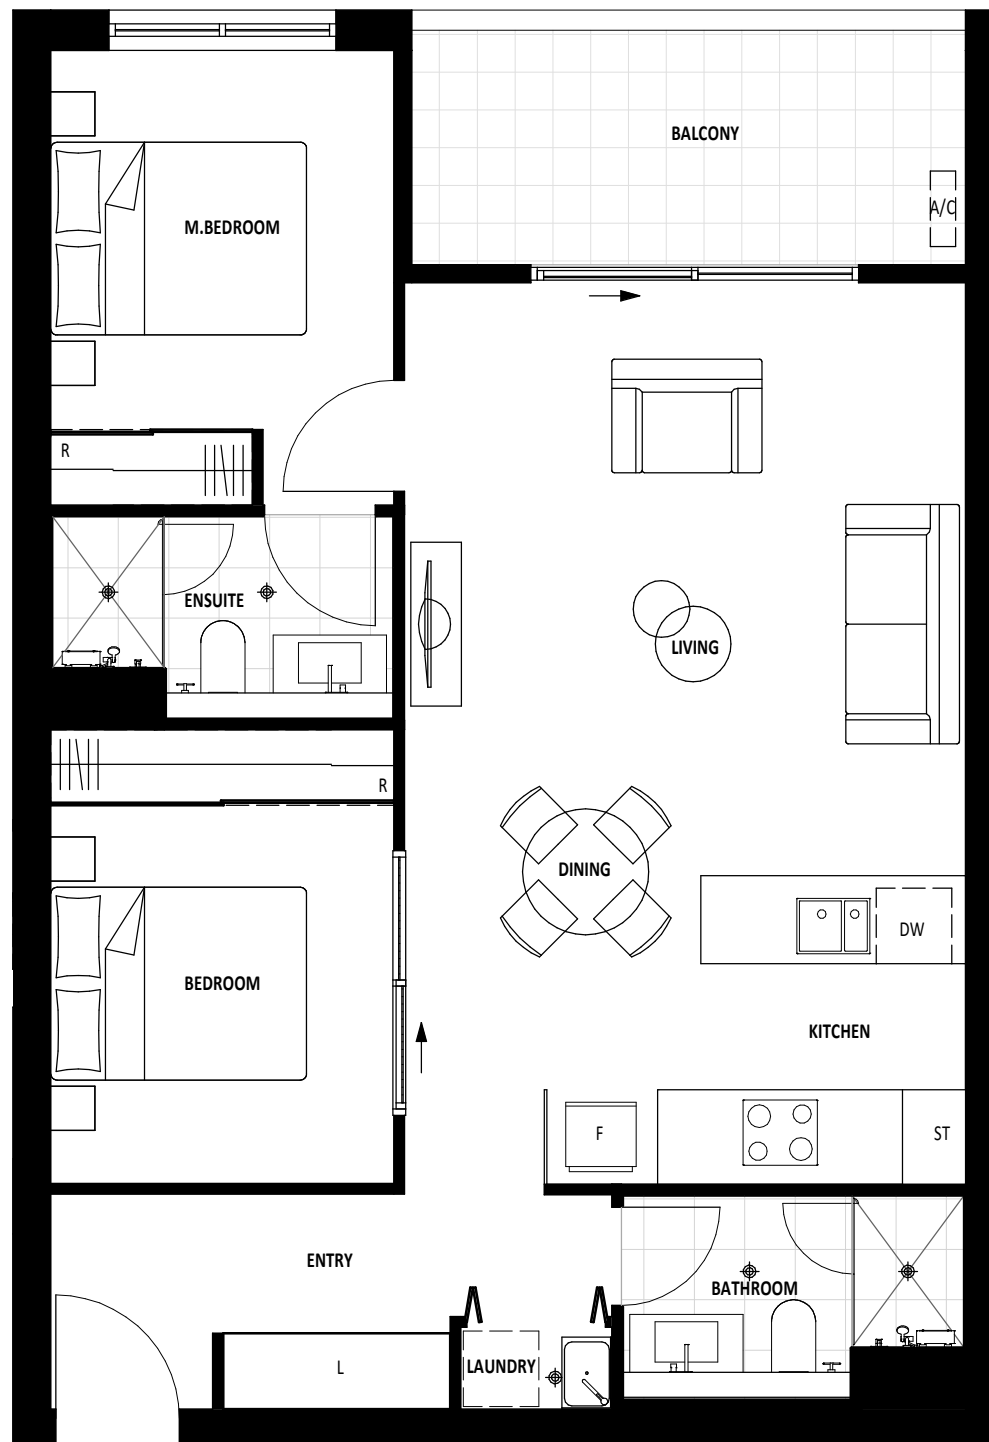 BALCONY
A/C
M.BEDROOM
R
ENSUITE
LIVING
R
DINING
DW
BEDROOM
KITCHEN
F
ST
ENTRY
BATHROOM
LAUNDRY
L